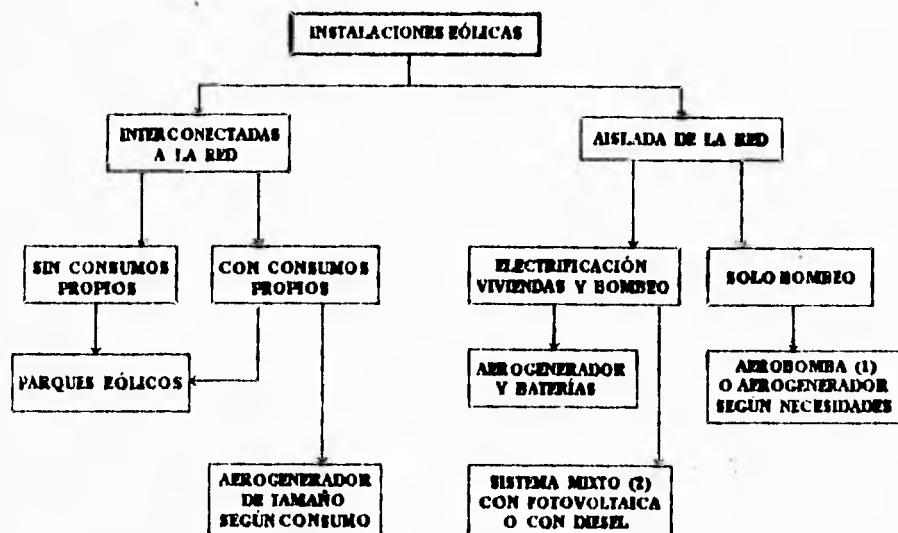 INSTALACIONES EÓLICAS
INTERCONECTADAS
A LA RED
AISLADA DE LA RED
SIN CONSUMOS
PROPIOS
CON CONSUMOS
PROPIOS
ELECTRIFICACIÓN
VIVIENDAS Y BOMBEO
SOLO BOMBEO
PARQUES EÓLICOS
AEROGENERADOR
Y BATERÍAS
AEROBOMBA (1)
O AEROGENERADOR
SEGÚN NECESIDADES
AEROGENERADOR
DE TAMAÑO
SEGÚN CONSUMO
SISTEMA MIXTO (2)
CON FOTOVOLTAICA
O CON DIESEL